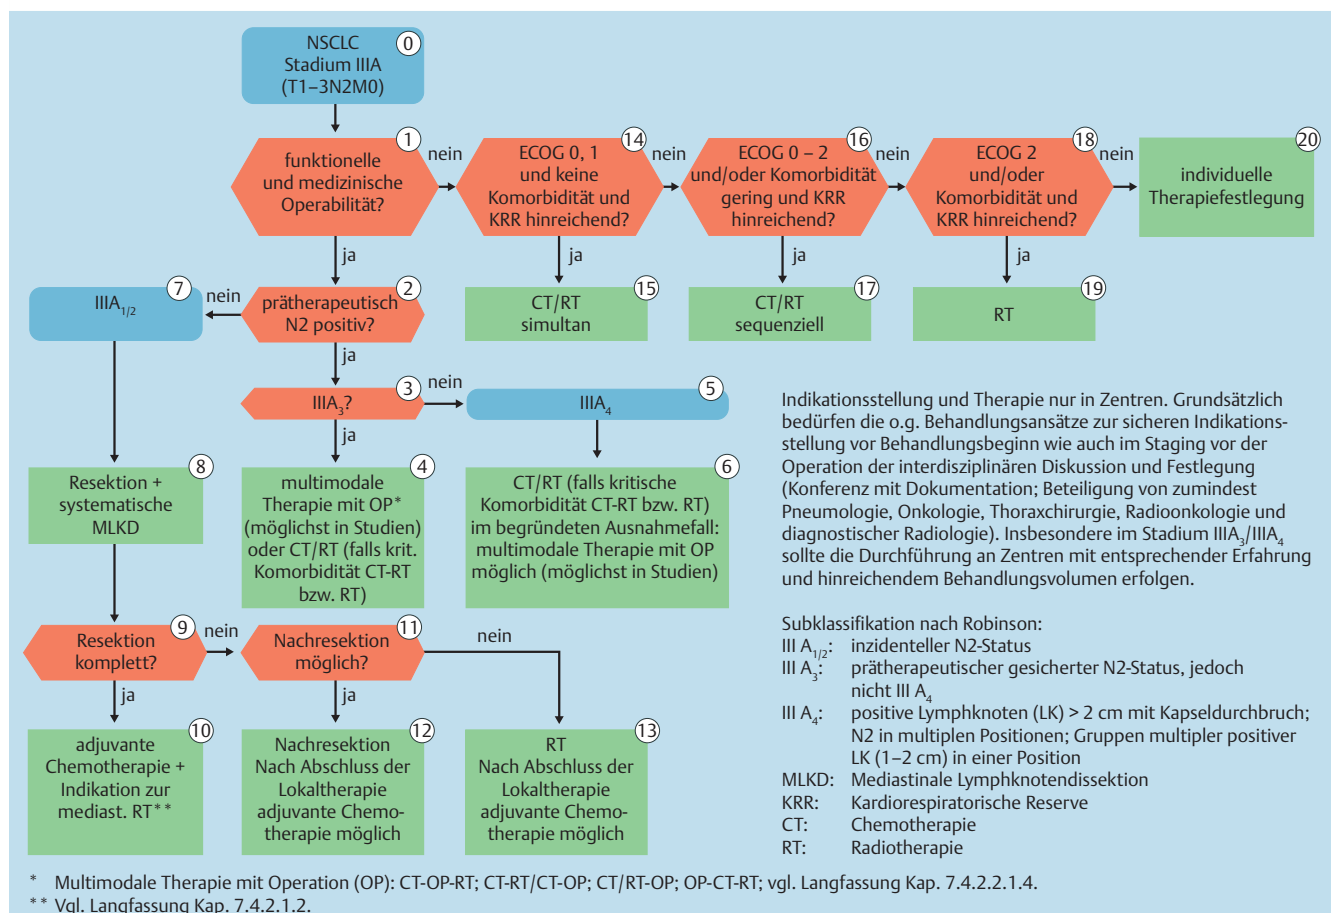 NSCLC
Stadium IIIA
(T1–3N2M0)
0
funktionelle
und medizinische
Operabilität?
1
nein
ECOG 0, 1
und keine
Komorbidität und
KRR hinreichend?
14
nein
ECOG 0 – 2
und/oder Komorbidität
gering und KRR
hinreichend?
16
nein
ECOG 2
und/oder
Komorbidität und
KRR hinreichend?
18
nein
individuelle
Therapiefestlegung
20
ja
ja
ja
ja
IIIA1/2
7
nein
prätherapeutisch
N2 positiv?
2
CT/RT
simultan
15
CT/RT
sequenziell
17
RT
19
ja
IIIA3?
3
nein
IIIA4
5
ja
Resektion +
systematische
MLKD
8
multimodale
Therapie mit OP*
(möglichst in Studien)
oder CT/RT (falls krit.
Komorbidität CT-RT
bzw. RT)
4
CT/RT (falls kritische
Komorbidität CT-RT bzw. RT)
im begründeten Ausnahmefall:
multimodale Therapie mit OP
möglich (möglichst in Studien)
6
Resektion
komplett?
9
nein
Nachresektion
möglich?
11
nein
ja
ja
adjuvante
Chemotherapie +
Indikation zur
mediast. RT**
10
Nachresektion
Nach Abschluss der
Lokaltherapie
adjuvante Chemo-
therapie möglich
12
RT
Nach Abschluss der
Lokaltherapie
adjuvante Chemo-
therapie möglich
13
Indikationsstellung und Therapie nur in Zentren. Grundsätzlich
bedürfen die o.g. Behandlungsansätze zur sicheren Indikations-
stellung vor Behandlungsbeginn wie auch im Staging vor der
Operation der interdisziplinären Diskussion und Festlegung
(Konferenz mit Dokumentation; Beteiligung von zumindest
Pneumologie, Onkologie, Thoraxchirurgie, Radioonkologie und
diagnostischer Radiologie). Insbesondere im Stadium IIIA3/IIIA4
sollte die Durchführung an Zentren mit entsprechender Erfahrung
und hinreichendem Behandlungsvolumen erfolgen.
Subklassifikation nach Robinson:
III A1/2: inzidenteller N2-Status
III A3: prätherapeutischer gesicherter N2-Status, jedoch
nicht III A4
III A4: positive Lymphknoten (LK) > 2 cm mit Kapseldurchbruch;
N2 in multiplen Positionen; Gruppen multipler positiver
LK (1–2 cm) in einer Position
MLKD: Mediastinale Lymphknotendissektion
KRR: Kardiorespiratorische Reserve
CT: Chemotherapie
RT: Radiotherapie
* Multimodale Therapie mit Operation (OP): CT-OP-RT; CT-RT/CT-OP; CT/RT-OP; OP-CT-RT; vgl. Langfassung Kap. 7.4.2.2.1.4.
** Vgl. Langfassung Kap. 7.4.2.1.2.